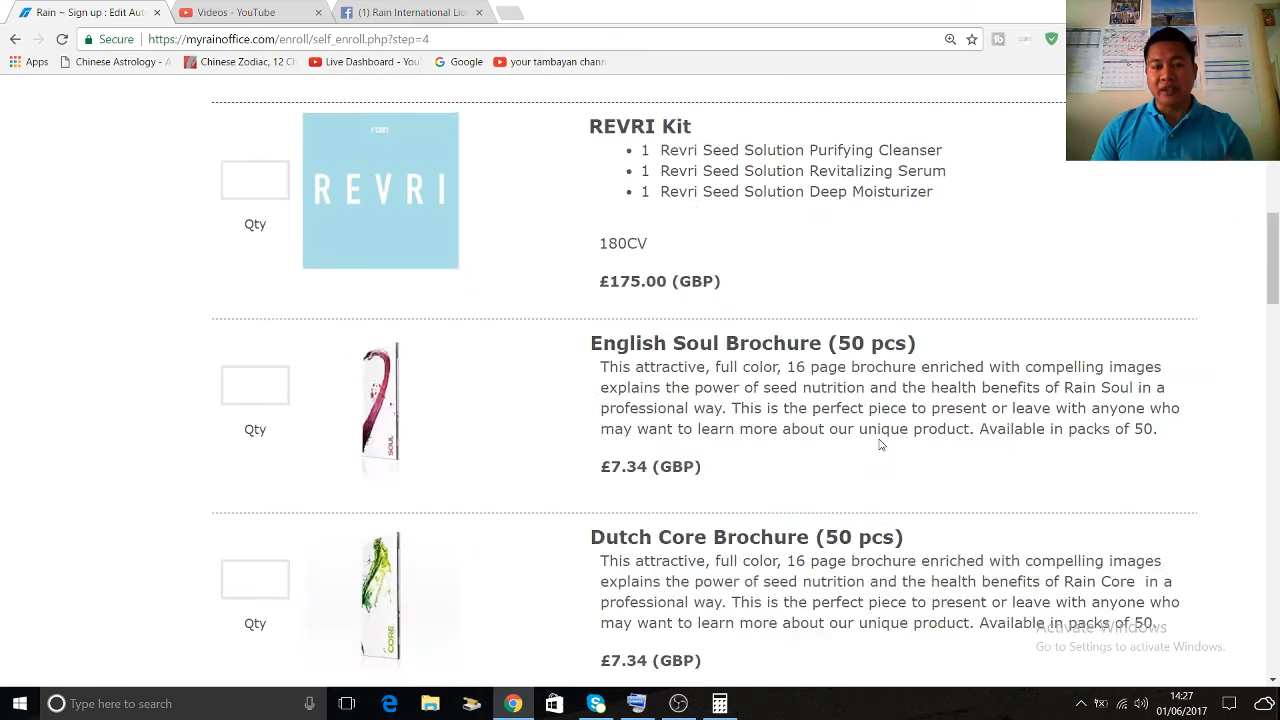 Rain ~ Sign up : Edit Auto
Videos - YouTube
(1) Rain International Lio
Secure
https://myrainoffice.com/enroll/self_enroll.php?step=4
Apps
Chinese Astrology - A
Chinese Zodiac, 12 C
Live Dashboard - You
Google
your tambayan chann
rain
REVRI
Qty
REVRI Kit
• 1 Revri Seed Solution Purifying Cleanser
• 1 Revri Seed Solution Revitalizing Serum
• 1 Revri Seed Solution Deep Moisturizer
180CV
£175.00 (GBP)
SOUL
Qty
English Soul Brochure (50 pcs)
This attractive, full color, 16 page brochure enriched with compelling images
explains the power of seed nutrition and the health benefits of Rain Soul in a
professional way. This is the perfect piece to present or leave with anyone who
may want to learn more about our unique product. Available in packs of 50.
£7.34 (GBP)
CORE
Qty
Dutch Core Brochure (50 pcs)
This attractive, full color, 16 page brochure enriched with compelling images
explains the power of seed nutrition and the health benefits of Rain Core in a
professional way. This is the perfect piece to present or leave with anyone who
may want to learn more about our unique product. Available in packs of 50.
£7.34 (GBP)
Activate Windows
Go to Settings to activate Windows.
Type here to search
14:27
01/06/2017